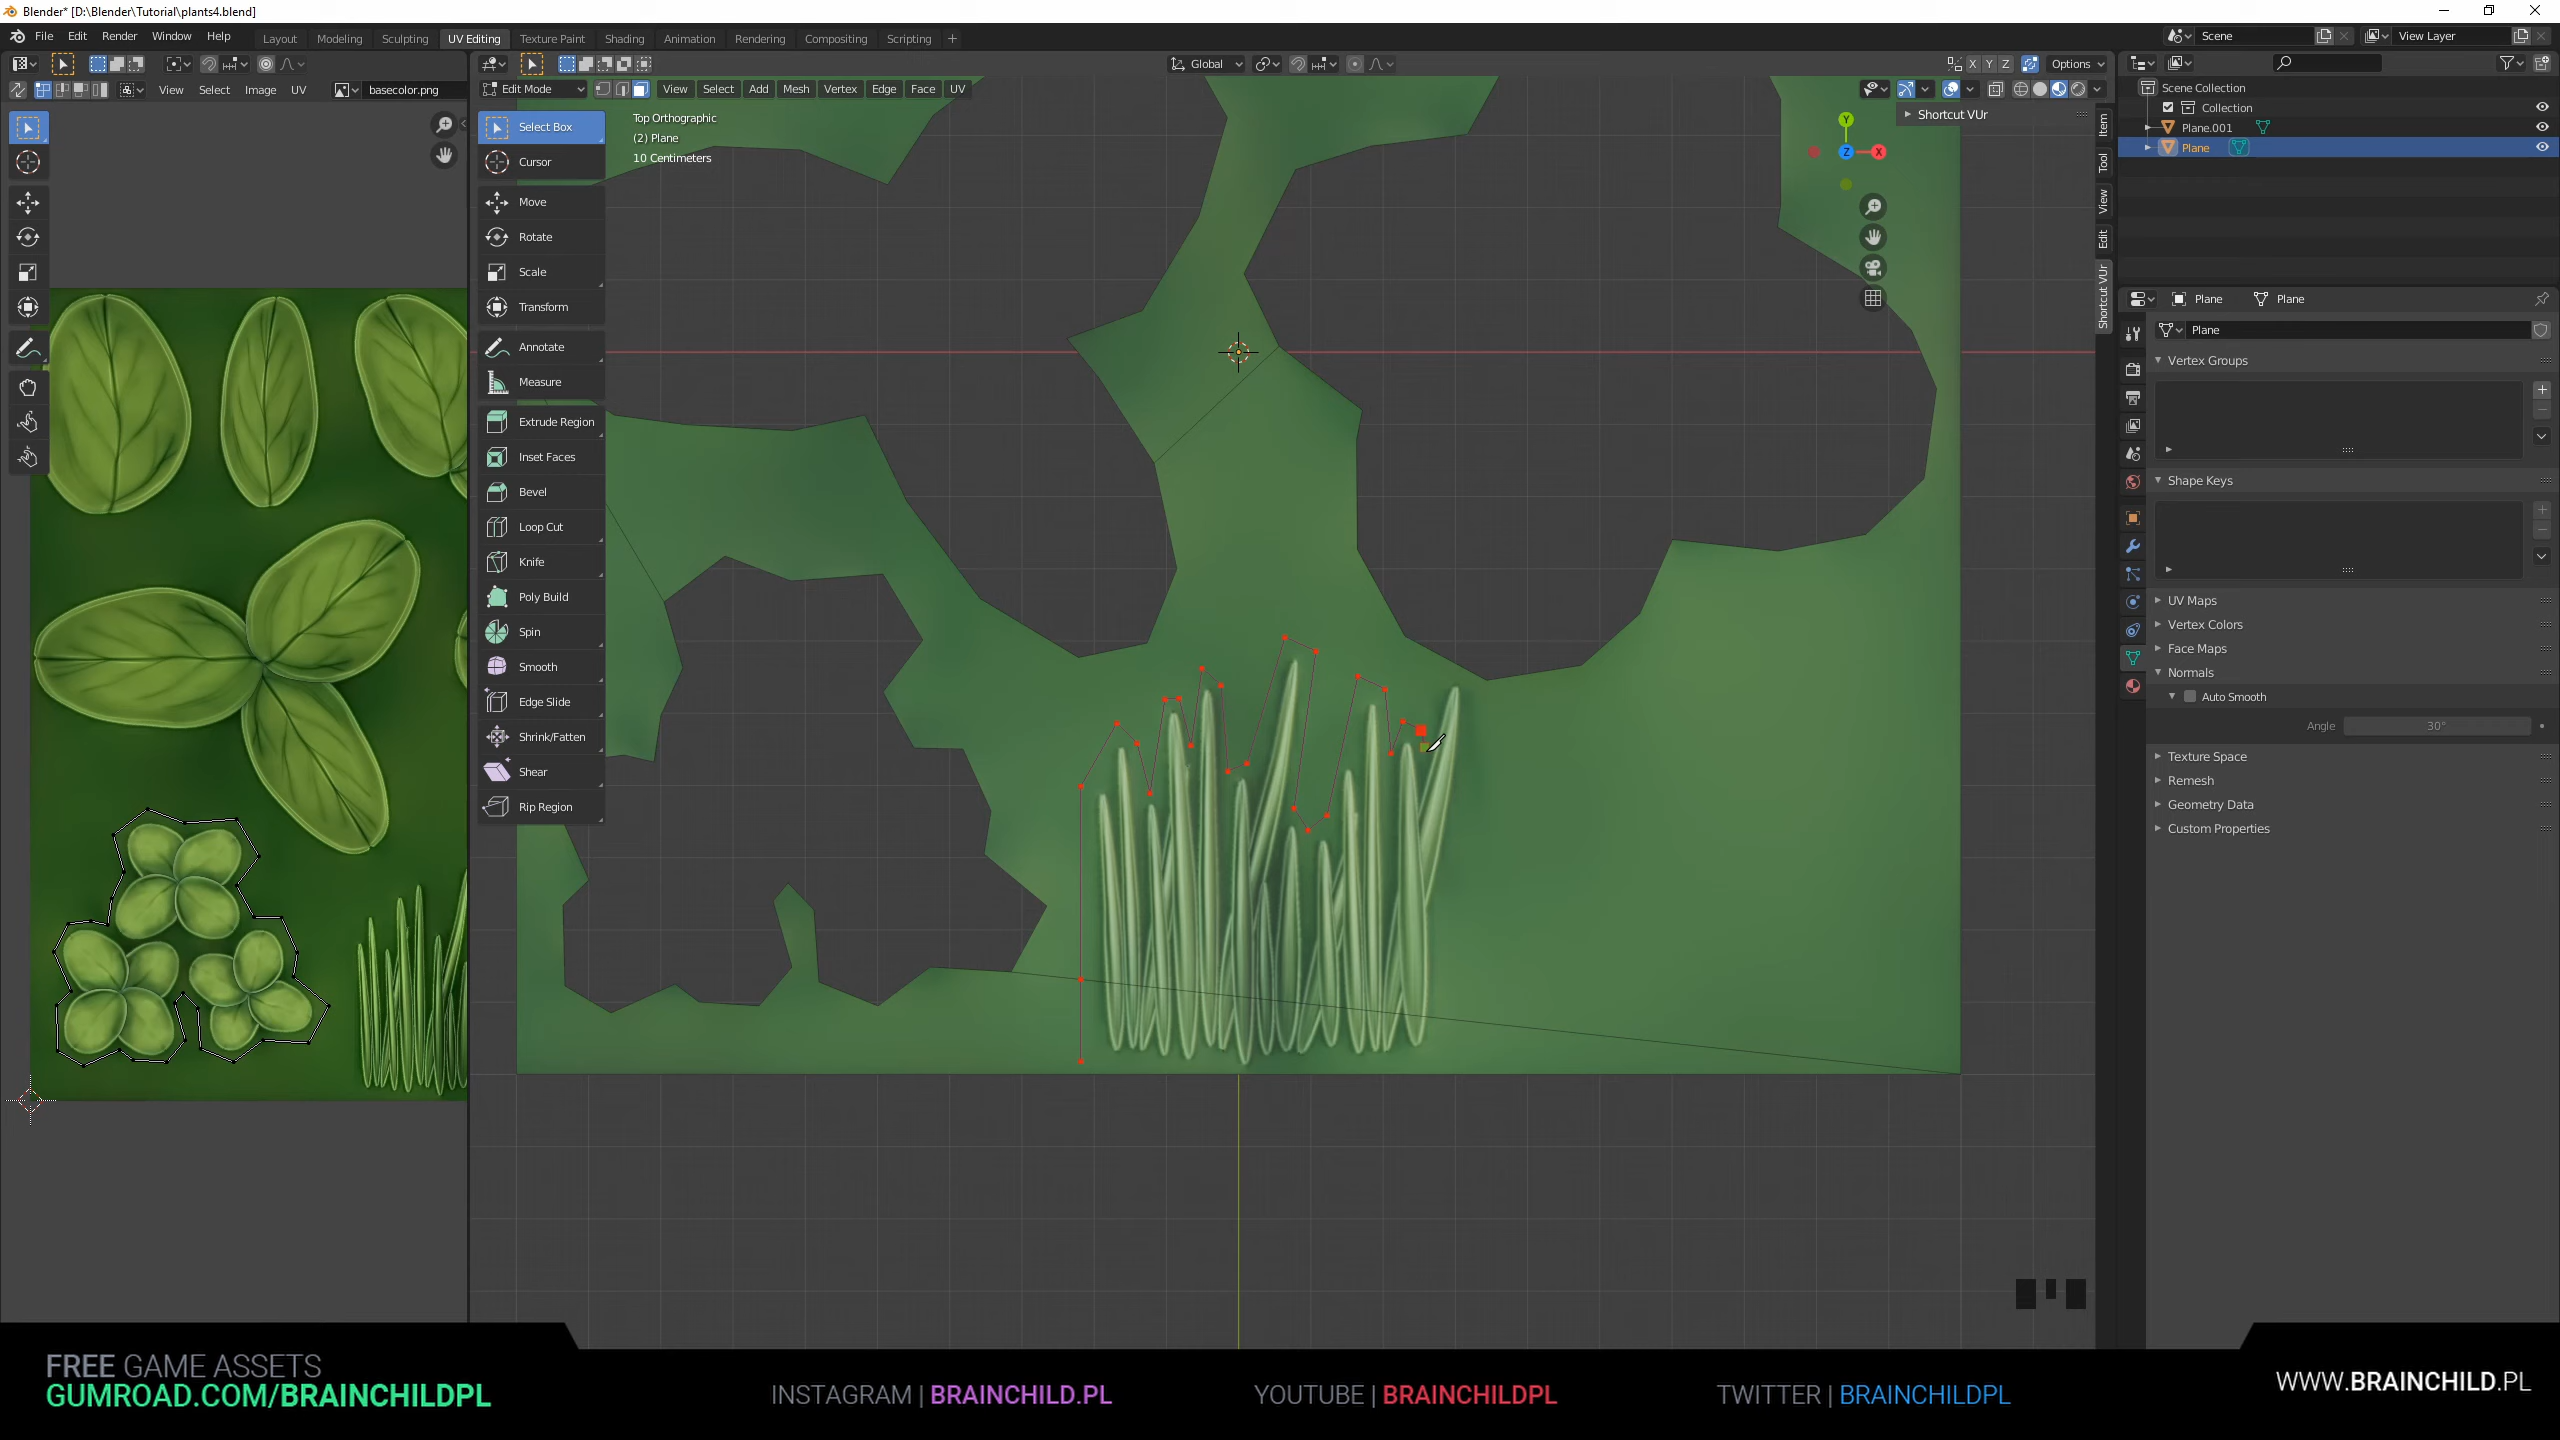 Blender* [D:\Blender\Tutorial\plants4.blend]
File Edit Render Window Help Layout Modeling Sculpting UV Editing Texture Paint Shading Animation Rendering Compositing Scripting + Scene View Layer
Global X Y Z Options
View Select Image UV basecolor.png Edit Mode View Select Add Mesh Vertex Edge Face UV
Scene Collection
Collection
Plane.001
Plane
Top Orthographic
(2) Plane
10 Centimeters
Shortcut VUr
Y
Z
X
Item
Tool
View
Edit
Shortcut VUr
Select Box
Cursor
Move
Rotate
Scale
Transform
Annotate
Measure
Extrude Region
Inset Faces
Bevel
Loop Cut
Knife
Poly Build
Spin
Smooth
Edge Slide
Shrink/Fatten
Shear
Rip Region
Plane Plane
Plane
Vertex Groups
Shape Keys
UV Maps
Vertex Colors
Face Maps
Normals
Auto Smooth
Angle 30°
Texture Space
Remesh
Geometry Data
Custom Properties
FREE GAME ASSETS
GUMROAD.COM/BRAINCHILDPL
INSTAGRAM | BRAINCHILD.PL
YOUTUBE | BRAINCHILDPL
TWITTER | BRAINCHILDPL
WWW.BRAINCHILD.PL